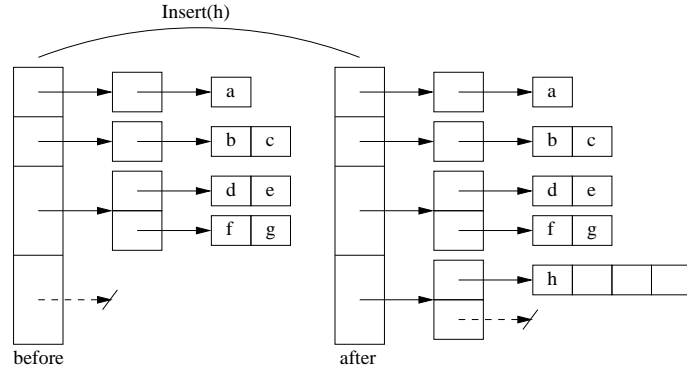 Insert(h)
a a
b c b c
d e d e
f g f g
h
before after